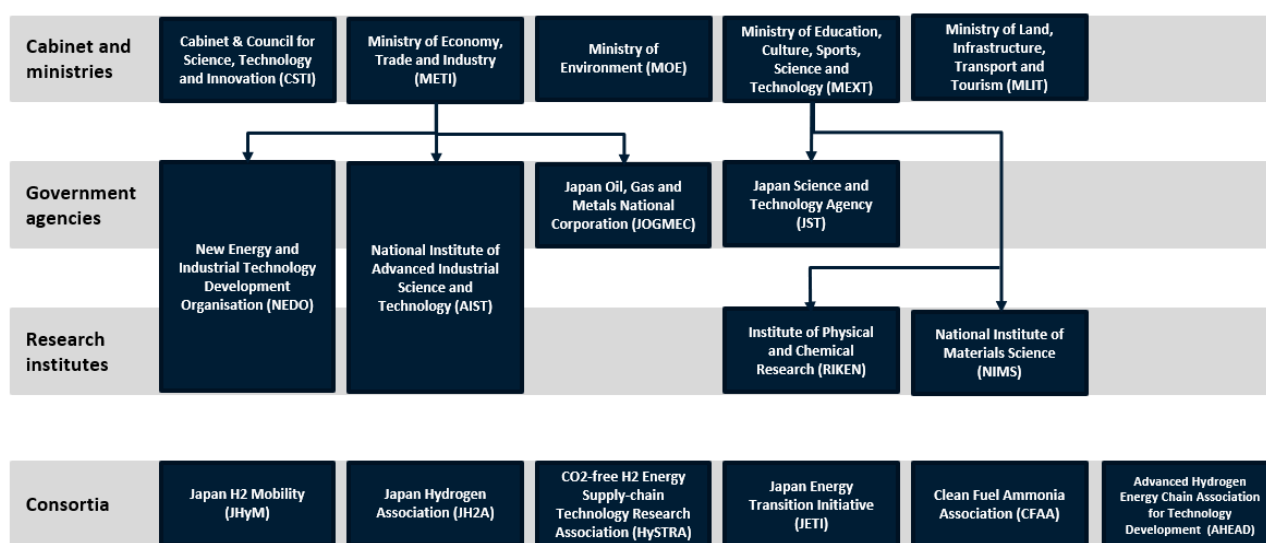 Cabinet and
ministries
Cabinet & Council for
Science, Technology
and Innovation (CSTI)
Ministry of Economy,
Trade and Industry
(METI)
Ministry of
Environment (MOE)
Ministry of Education,
Culture, Sports,
Science and
Technology (MEXT)
Ministry of Land,
Infrastructure,
Transport and
Tourism (MLIT)
Government
agencies
New Energy and
Industrial Technology
Development
Organisation (NEDO)
National Institute of
Advanced Industrial
Science and
Technology (AIST)
Japan Oil, Gas and
Metals National
Corporation (JOGMEC)
Japan Science and
Technology Agency
(JST)
Research
institutes
Institute of Physical
and Chemical
Research (RIKEN)
National Institute of
Materials Science
(NIMS)
Consortia
Japan H2 Mobility
(JHyM)
Japan Hydrogen
Association (JH2A)
CO2-free H2 Energy
Supply-chain
Technology Research
Association (HySTRA)
Japan Energy
Transition Initiative
(JETI)
Clean Fuel Ammonia
Association (CFAA)
Advanced Hydrogen
Energy Chain Association
for Technology
Development (AHEAD)